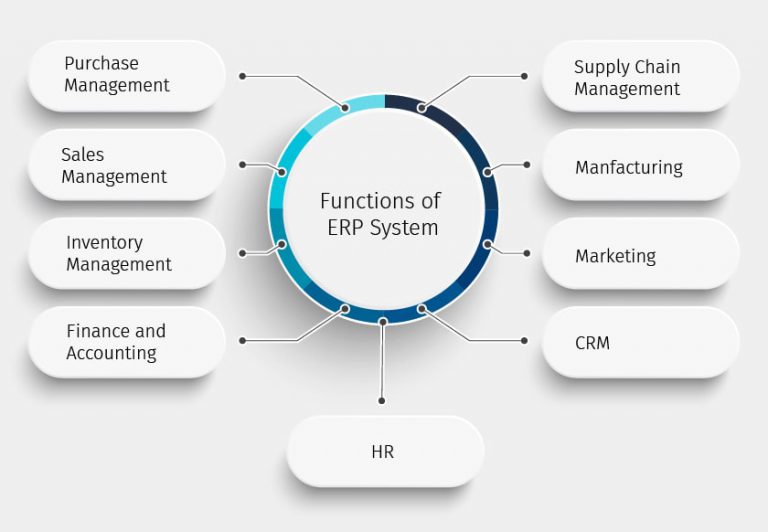 Purchase
Management
Sales
Management
Inventory
Management
Finance and
Accounting
Functions of
ERP System
Supply Chain
Management
Manfacturing
Marketing
CRM
HR